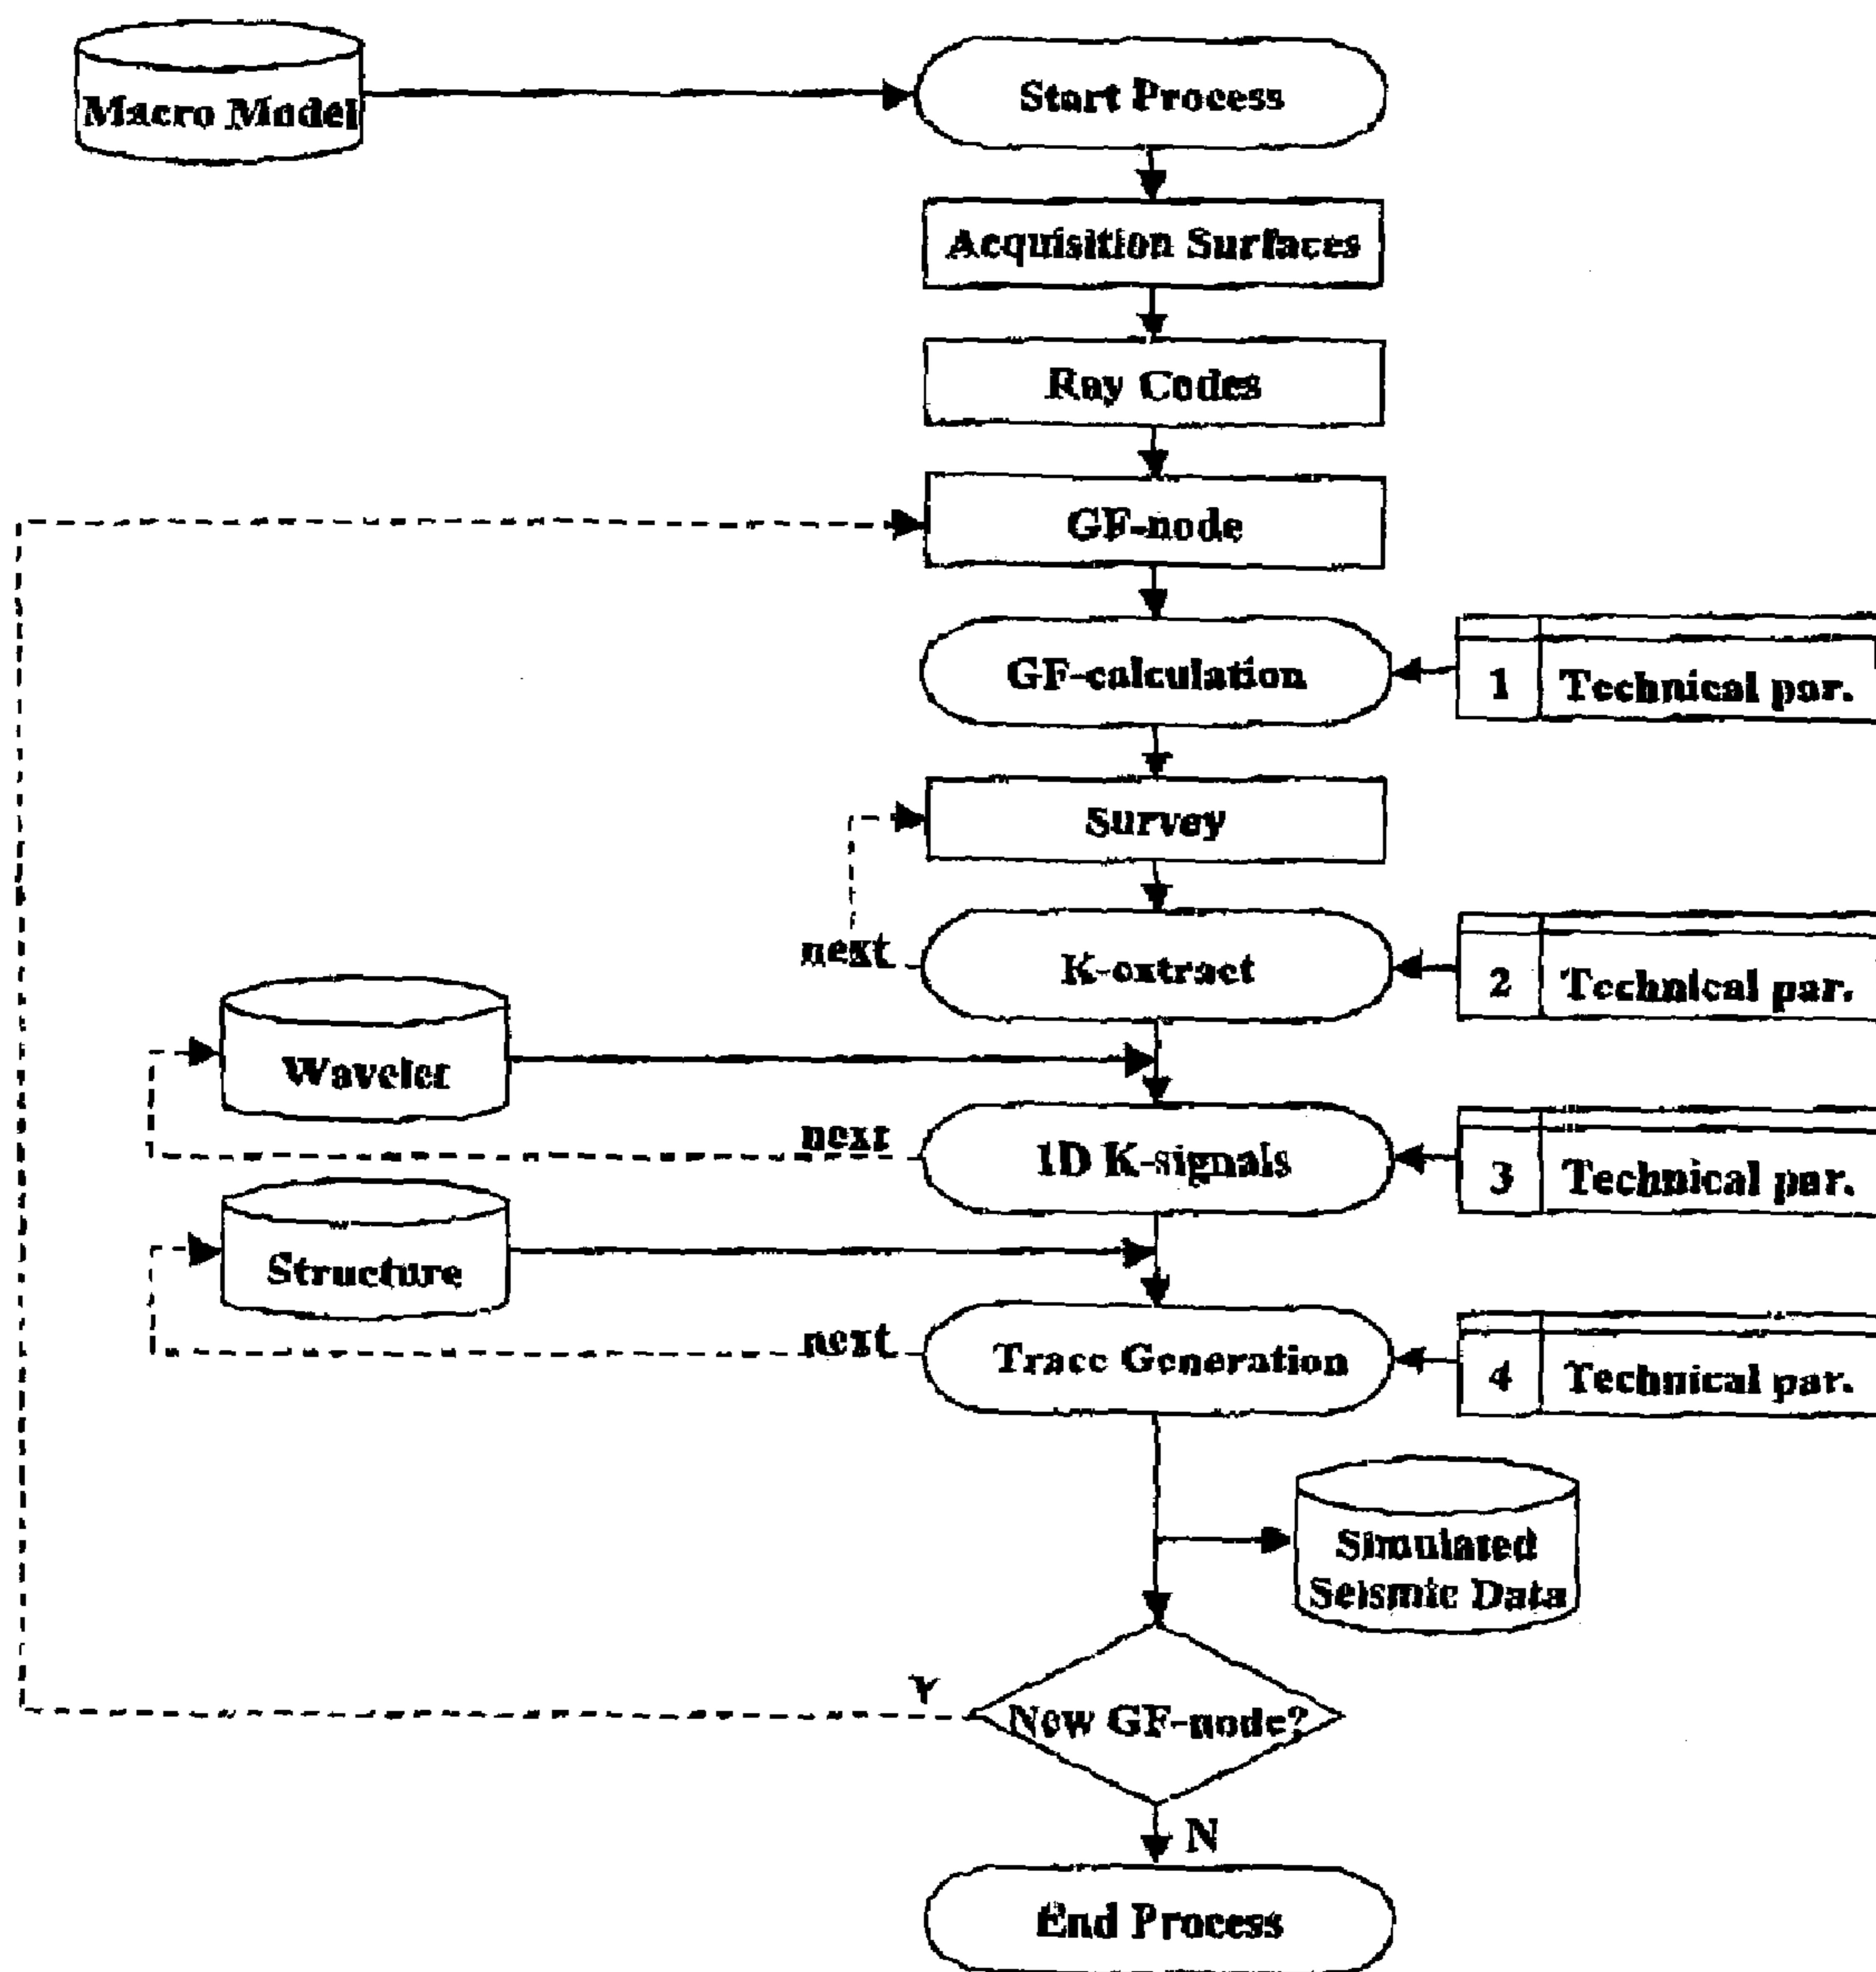 Macro Model
Start Process
Acquisition Surfaces
Ray Codes
GF-node
GF-calculation
1 Technical par.
Survey
next
K-extract
2 Technical par.
Wavelet
next
1D K-signals
3 Technical par.
Structure
next
Trace Generation
4 Technical par.
Simulated
Seismic Data
Y
New GF-node?
N
End Process